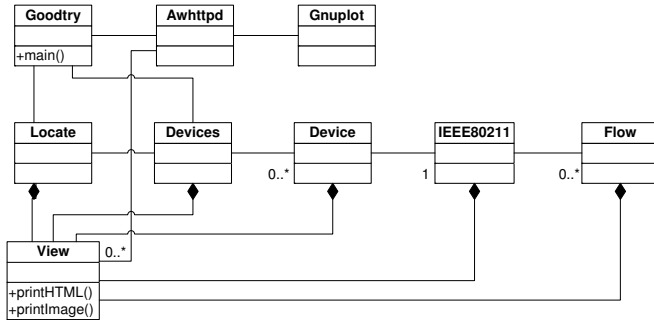 Goodtry
Awhttpd
Gnuplot
+main()
Locate
Devices
Device
IEEE80211
Flow
0..*
1
0..*
View
0..*
+printHTML()
+printImage()